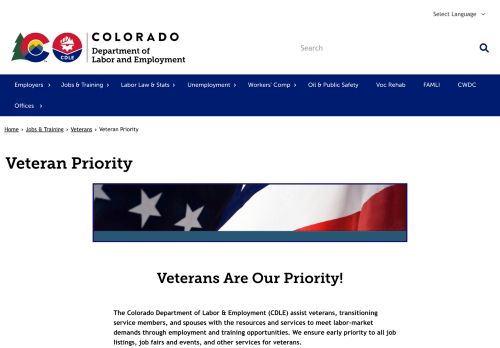 Select Language
COLORADO
Department of
Labor and Employment
CDLE
Search
Employers
Jobs & Training
Labor Law & Stats
Unemployment
Workers' Comp
Oil & Public Safety
Voc Rehab
FAMLI
CWDC
Offices
Home › Jobs & Training › Veterans › Veteran Priority
Veteran Priority
Veterans Are Our Priority!
The Colorado Department of Labor & Employment (CDLE) assist veterans, transitioning
service members, and spouses with the resources and services to meet labor-market
demands through employment and training opportunities. We ensure early priority to all job
listings, job fairs and events, and other services for veterans.